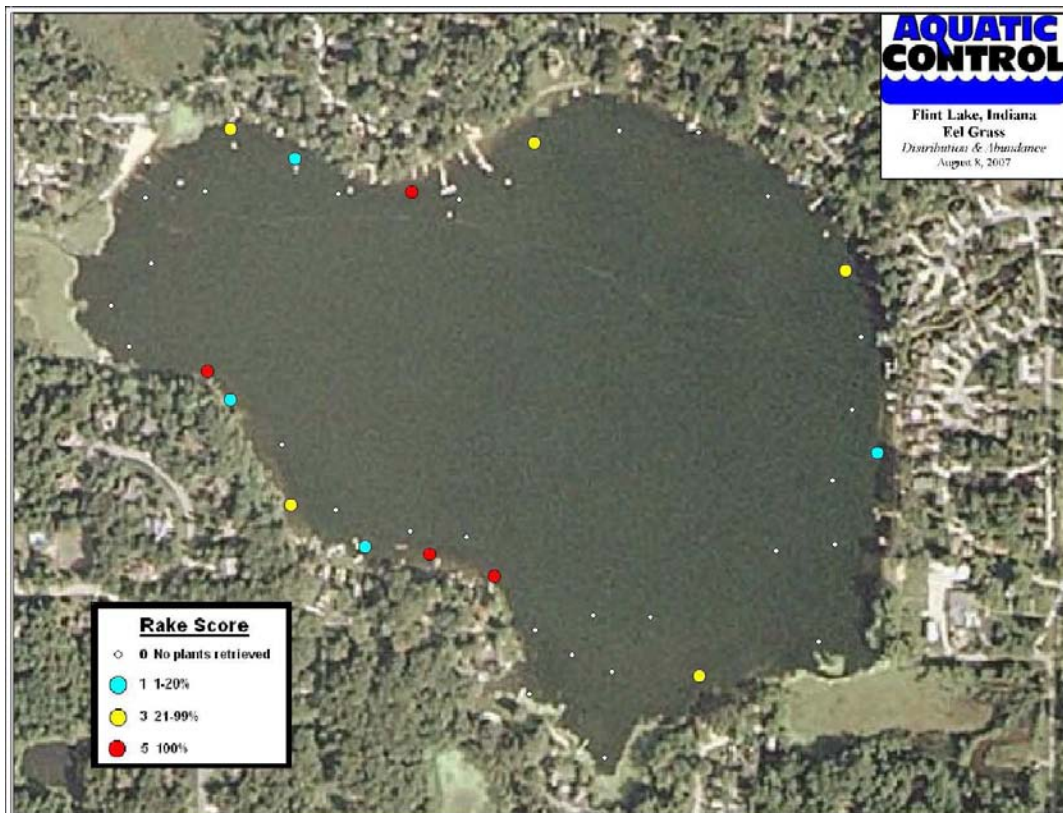 AQUATIC
CONTROL
Flint Lake, Indiana
Eel Grass
Distribution & Abundance
August 8, 2007
Rake Score
0 No plants retrieved
1 1-20%
3 21-99%
5 100%